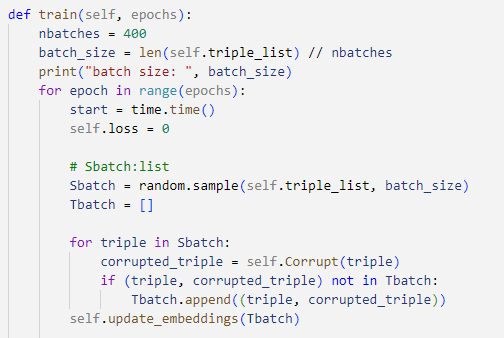 def train(self, epochs):
    nbatches = 400
    batch_size = len(self.triple_list) // nbatches
    print("batch size: ", batch_size)
    for epoch in range(epochs):
        start = time.time()
        self.loss = 0

        # Sbatch:list
        Sbatch = random.sample(self.triple_list, batch_size)
        Tbatch = []

        for triple in Sbatch:
            corrupted_triple = self.Corrupt(triple)
            if (triple, corrupted_triple) not in Tbatch:
                Tbatch.append((triple, corrupted_triple))
        self.update_embeddings(Tbatch)